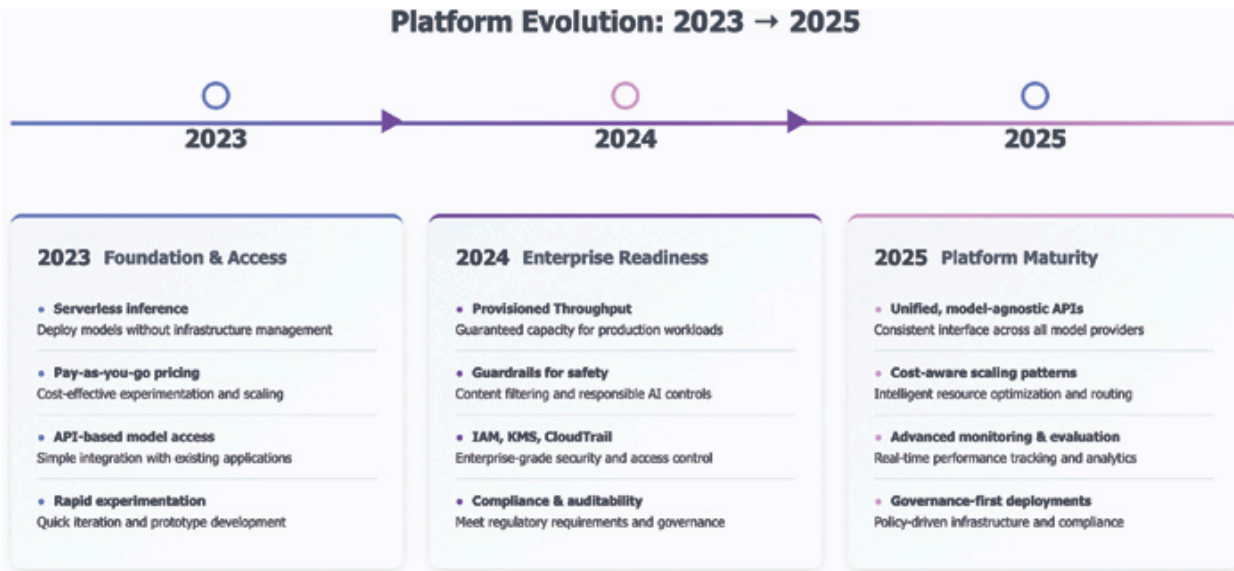 Platform Evolution: 2023 → 2025
2023
2024
2025
2023 Foundation & Access
• Serverless inference
Deploy models without infrastructure management
• Pay-as-you-go pricing
Cost-effective experimentation and scaling
• API-based model access
Simple integration with existing applications
• Rapid experimentation
Quick iteration and prototype development
2024 Enterprise Readiness
• Provisioned Throughput
Guaranteed capacity for production workloads
• Guardrails for safety
Content filtering and responsible AI controls
• IAM, KMS, CloudTrail
Enterprise-grade security and access control
• Compliance & auditability
Meet regulatory requirements and governance
2025 Platform Maturity
• Unified, model-agnostic APIs
Consistent interface across all model providers
• Cost-aware scaling patterns
Intelligent resource optimization and routing
• Advanced monitoring & evaluation
Real-time performance tracking and analytics
• Governance-first deployments
Policy-driven infrastructure and compliance